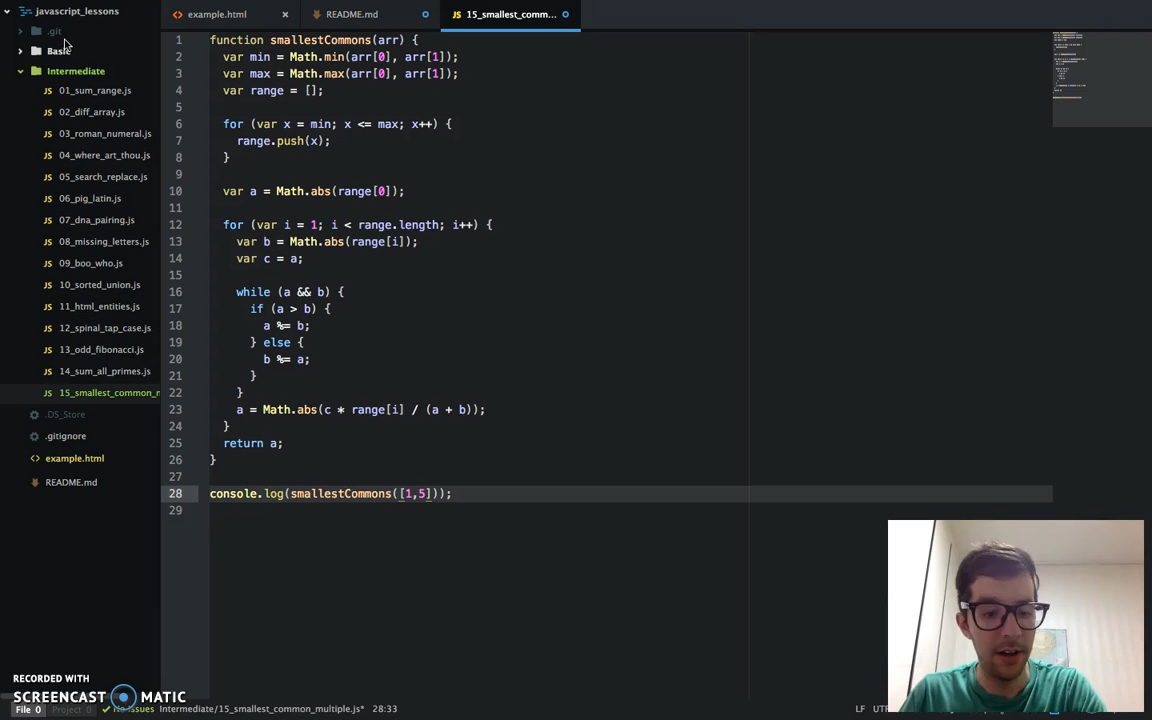 javascript_lessons
.git
Basic
Intermediate
01_sum_range.js
02_diff_array.js
03_roman_numeral.js
04_where_art_thou.js
05_search_replace.js
06_pig_latin.js
07_dna_pairing.js
08_missing_letters.js
09_boo_who.js
10_sorted_union.js
11_html_entities.js
12_spinal_tap_case.js
13_odd_fibonacci.js
14_sum_all_primes.js
15_smallest_common_m
.DS_Store
.gitignore
example.html
README.md
example.html
README.md
15_smallest_comm...
1 function smallestCommons(arr) {
2 var min = Math.min(arr[0], arr[1]);
3 var max = Math.max(arr[0], arr[1]);
4 var range = [];
5
6 for (var x = min; x <= max; x++) {
7 range.push(x);
8 }
9
10 var a = Math.abs(range[0]);
11
12 for (var i = 1; i < range.length; i++) {
13 var b = Math.abs(range[i]);
14 var c = a;
15
16 while (a && b) {
17 if (a > b) {
18 a %= b;
19 } else {
20 b %= a;
21 }
22 }
23 a = Math.abs(c * range[i] / (a + b));
24 }
25 return a;
26 }
27
28 console.log(smallestCommons([1,5]));
29
RECORDED WITH
SCREENCAST MATIC
File 0 Project 0 No Issues Intermediate/15_smallest_common_multiple.js* 28:33 LF